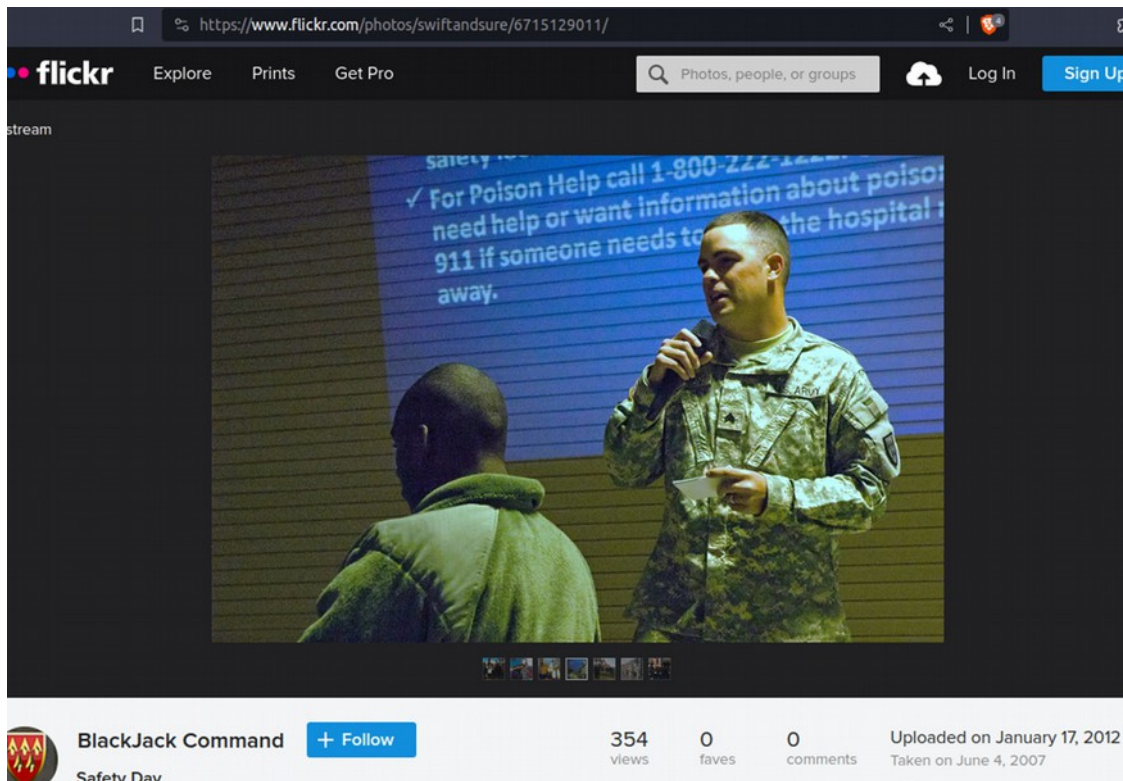 https://www.flickr.com/photos/swiftandsure/6715129011/
4
flickr
Explore
Prints
Get Pro
Photos, people, or groups
Log In
Sign Up
stream
safety
✓ For Poison Help call 1-800-222-1222.
need help or want information about poison
911 if someone needs to the hospital
away.
ARMY
BlackJack Command
+ Follow
354
views
0
faves
0
comments
Uploaded on January 17, 2012
Taken on June 4, 2007
Safety Day